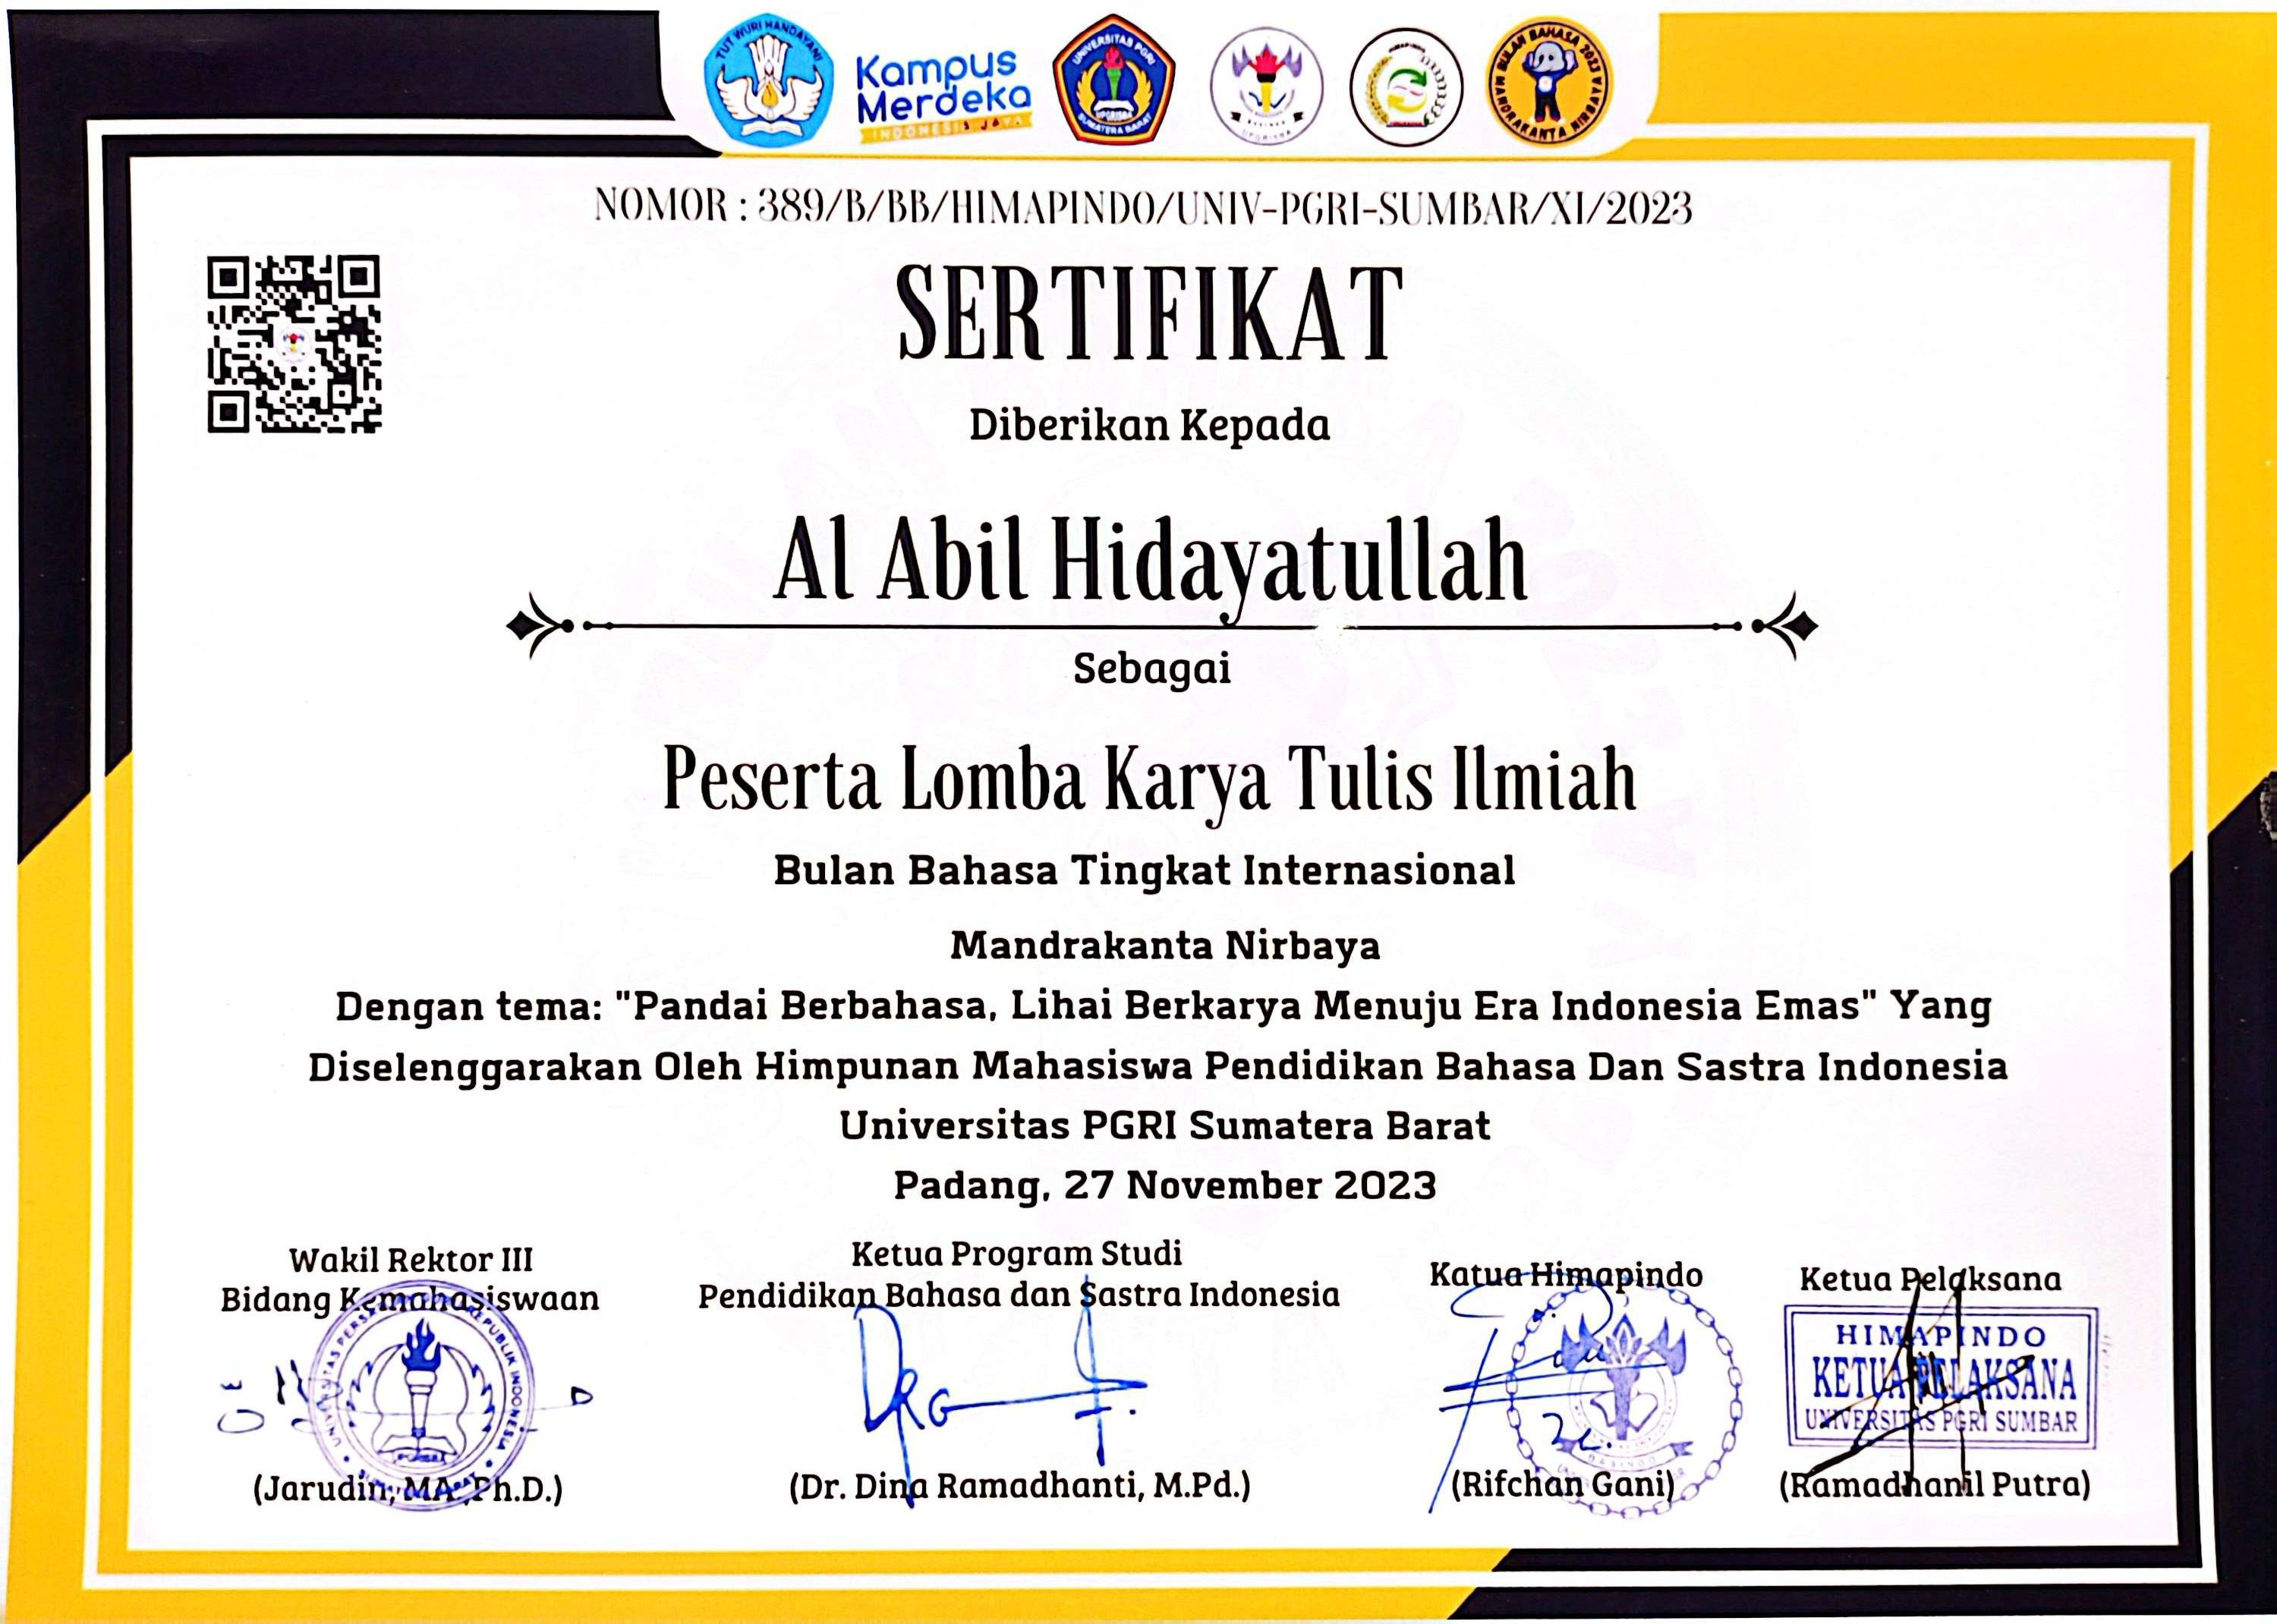 TUT WURI HANDAYANI
Kampus
Merdeka
INDONESIA JAYA
UNIVERSITAS PGRI
UPGRISBA
SUMATERA BARAT
BASINDO
UPGRISBA
HIMAPINDO
BULAN BAHASA 2023
MANDRAKANTA NIRBAYA
NOMOR : 389/B/BB/HIMAPINDO/UNIV-PGRI-SUMBAR/XI/2023
SERTIFIKAT
Diberikan Kepada
Al Abil Hidayatullah
Sebagai
Peserta Lomba Karya Tulis Ilmiah
Bulan Bahasa Tingkat Internasional
Mandrakanta Nirbaya
Dengan tema: "Pandai Berbahasa, Lihai Berkarya Menuju Era Indonesia Emas" Yang
Diselenggarakan Oleh Himpunan Mahasiswa Pendidikan Bahasa Dan Sastra Indonesia
Universitas PGRI Sumatera Barat
Padang, 27 November 2023
Wakil Rektor III
Bidang Kemahasiswaan
(Jarudin, MA.,Ph.D.)
Ketua Program Studi
Pendidikan Bahasa dan Sastra Indonesia
(Dr. Dina Ramadhanti, M.Pd.)
Katua Himapindo
BASINDO
(Rifchan Gani)
Ketua Pelaksana
HIMAPINDO
KETUA PELAKSANA
UNIVERSITAS PGRI SUMBAR
(Ramadhanil Putra)